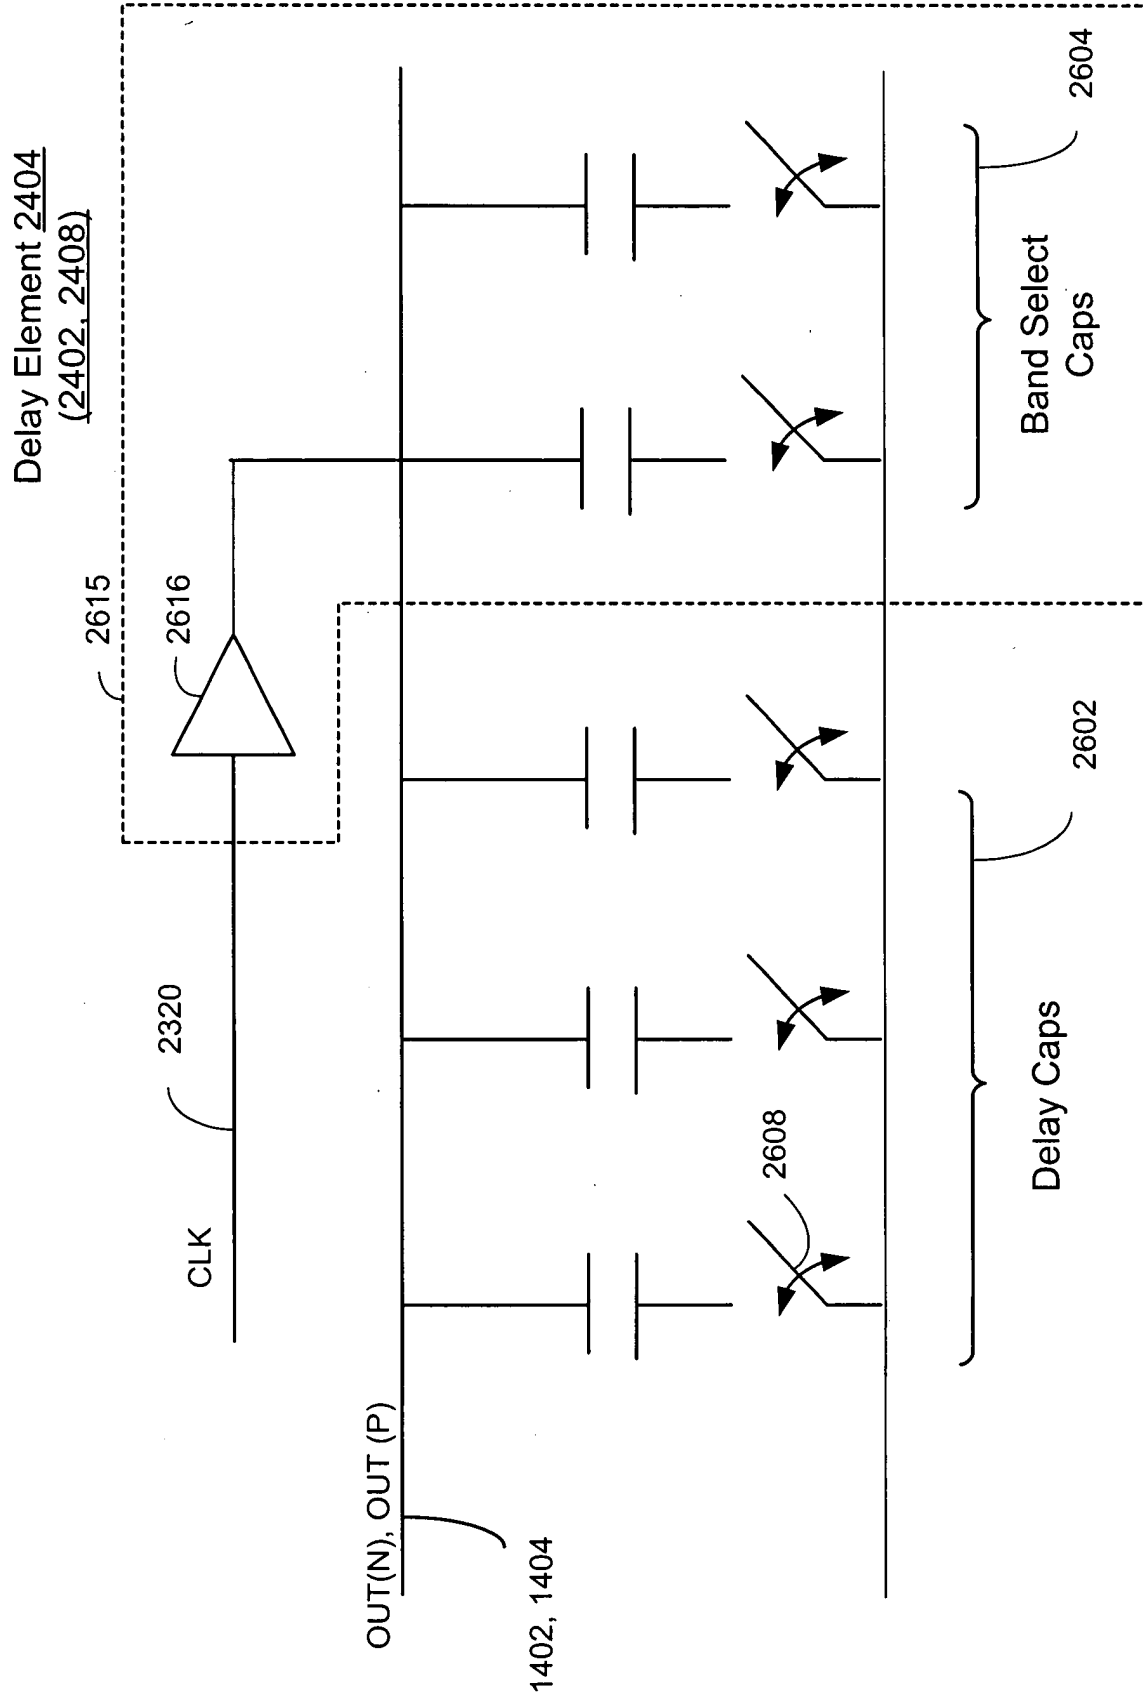 Delay Element 2404
(2402, 2408)
2615
2616
2320
CLK
OUT(N), OUT (P)
1402, 1404
2608
2604
2602
Band Select
Caps
Delay Caps